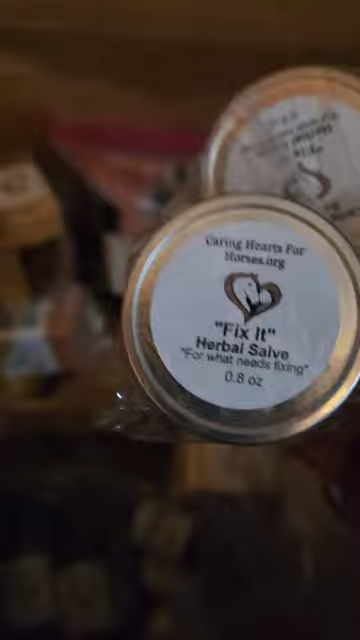 Caring Hearts For
Horses.org
"Fix It"
Herbal Salve
"For what needs fixing"
0.8 oz